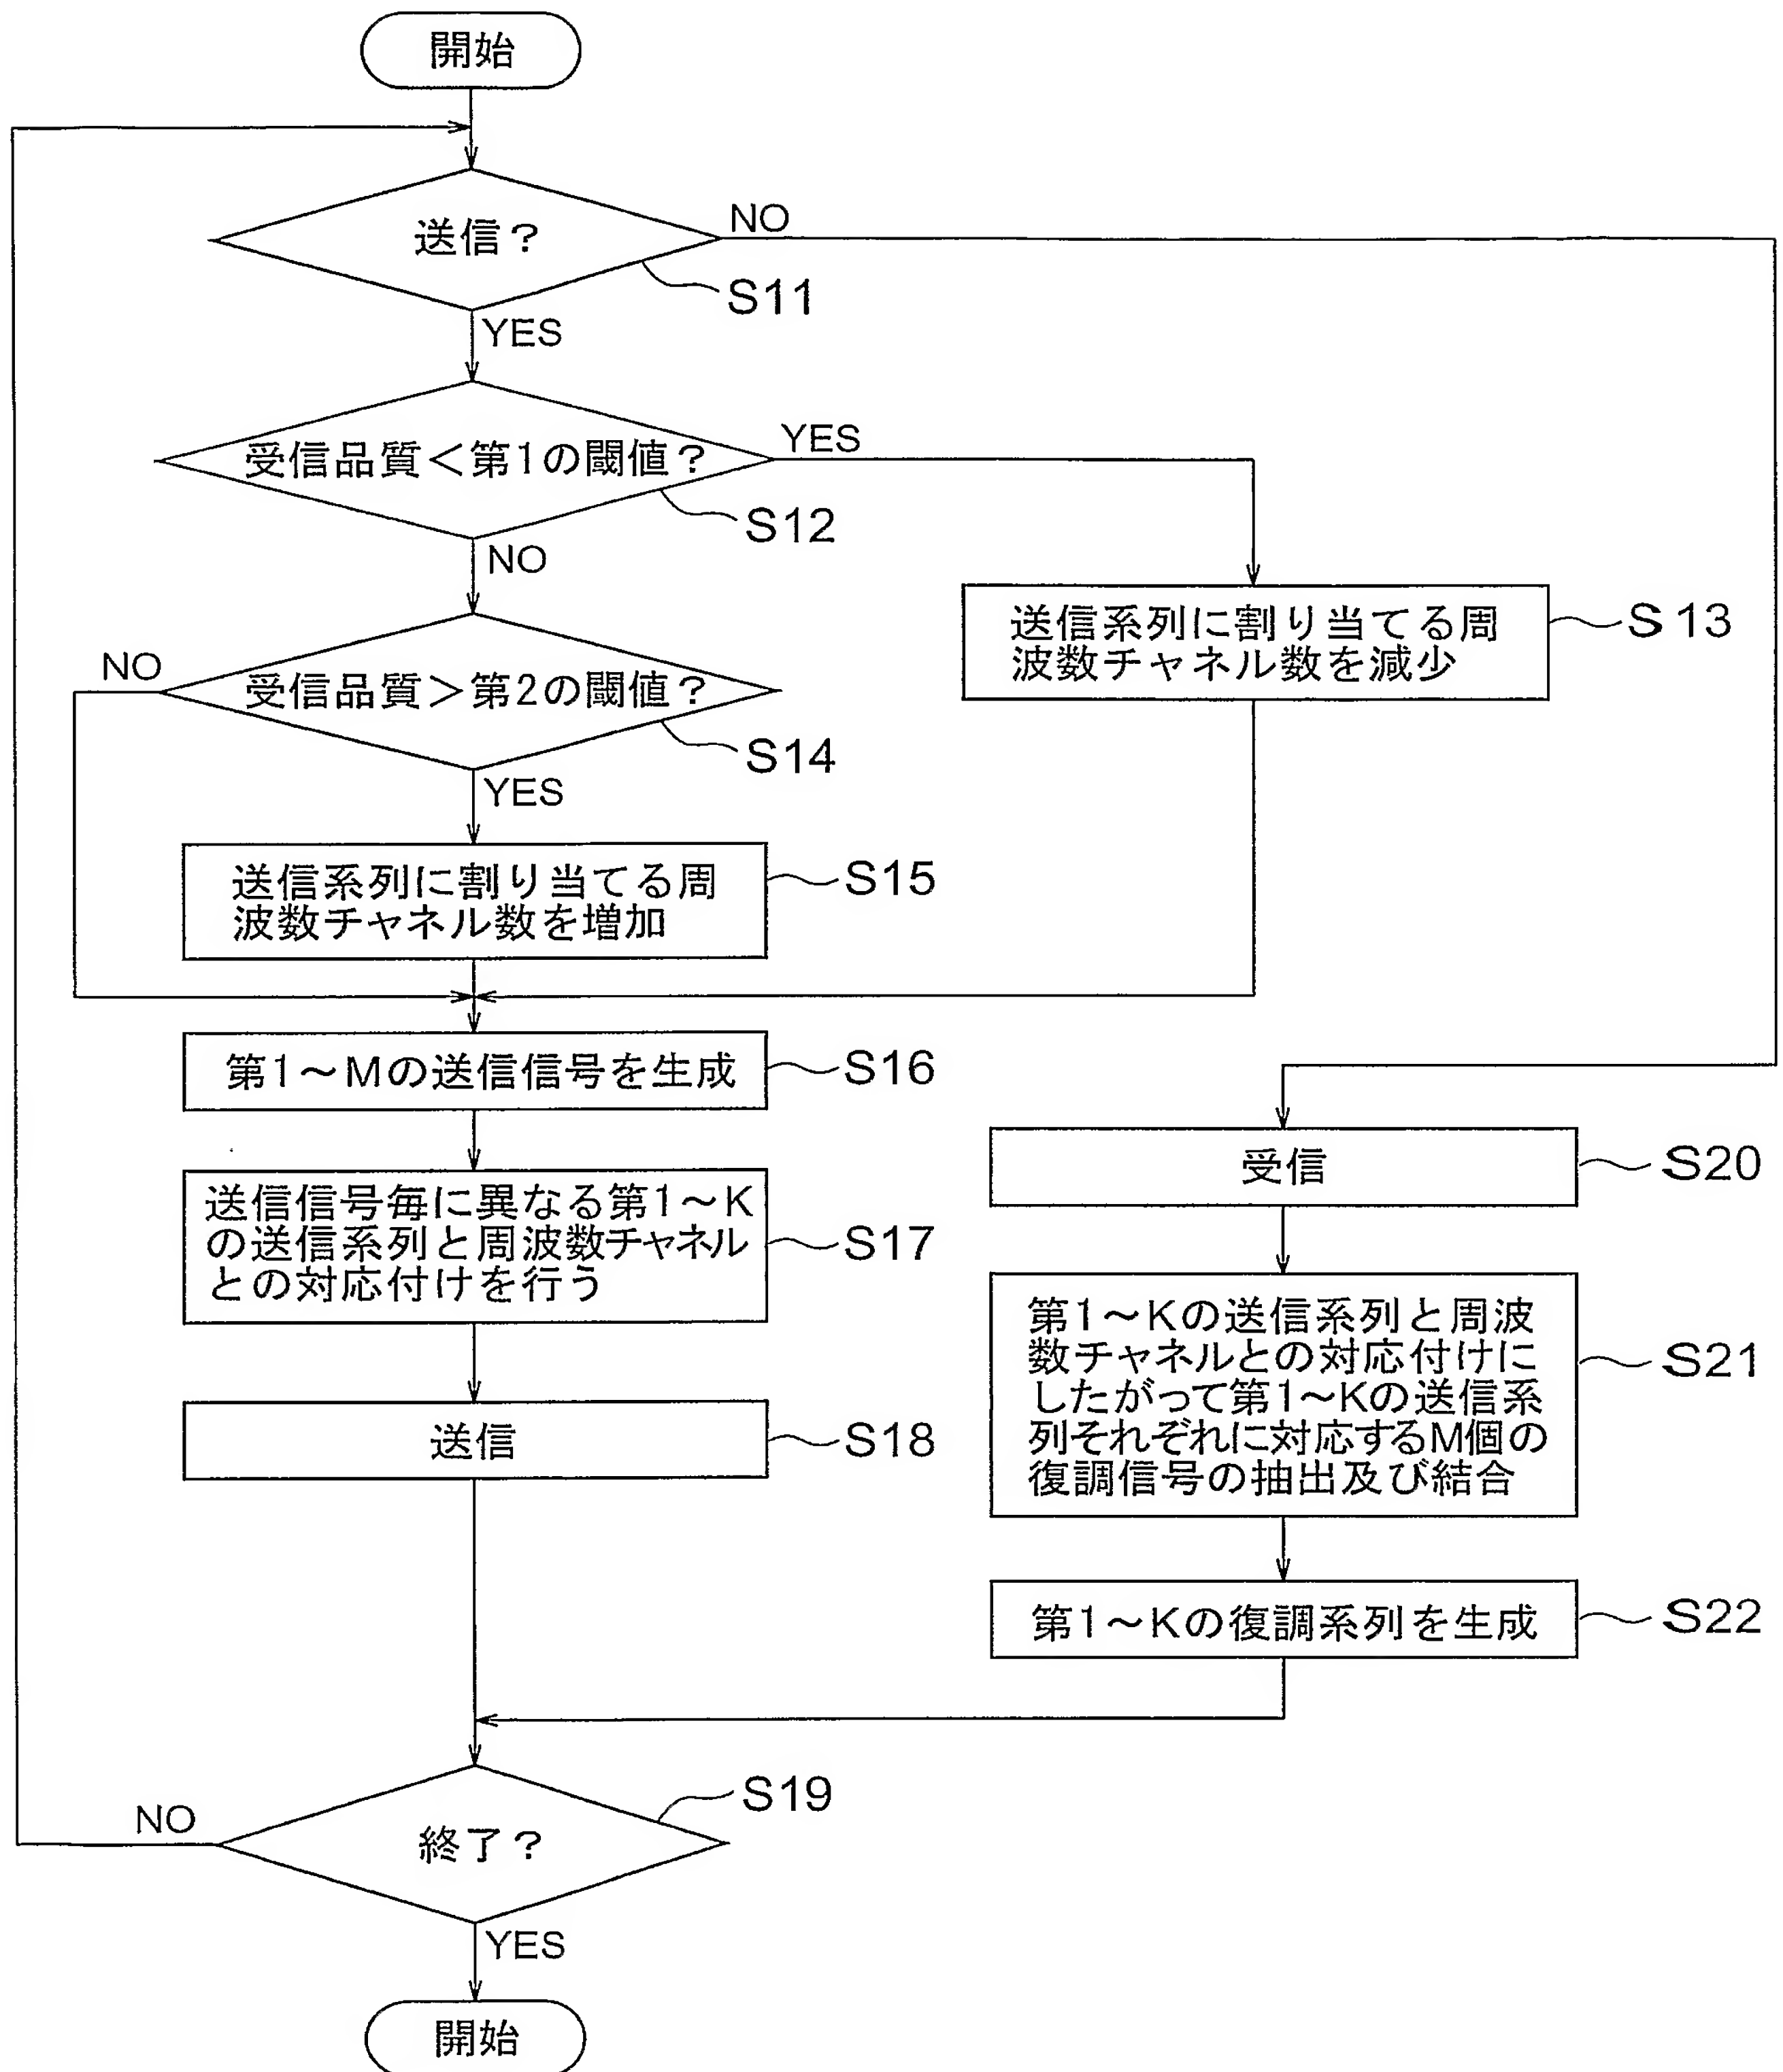 開始
送信？
NO
S11
YES
受信品質＜第1の閾値？
YES
S12
NO
送信系列に割り当てる周
波数チャネル数を減少
S13
NO
受信品質＞第2の閾値？
S14
YES
送信系列に割り当てる周
波数チャネル数を増加
S15
第1～Mの送信信号を生成
S16
受信
S20
送信信号毎に異なる第1～K
の送信系列と周波数チャネル
との対応付けを行う
S17
第1～Kの送信系列と周波
数チャネルとの対応付けに
したがって第1～Kの送信系
列それぞれに対応するM個の
復調信号の抽出及び結合
S21
送信
S18
第1～Kの復調系列を生成
S22
S19
NO
終了？
YES
開始